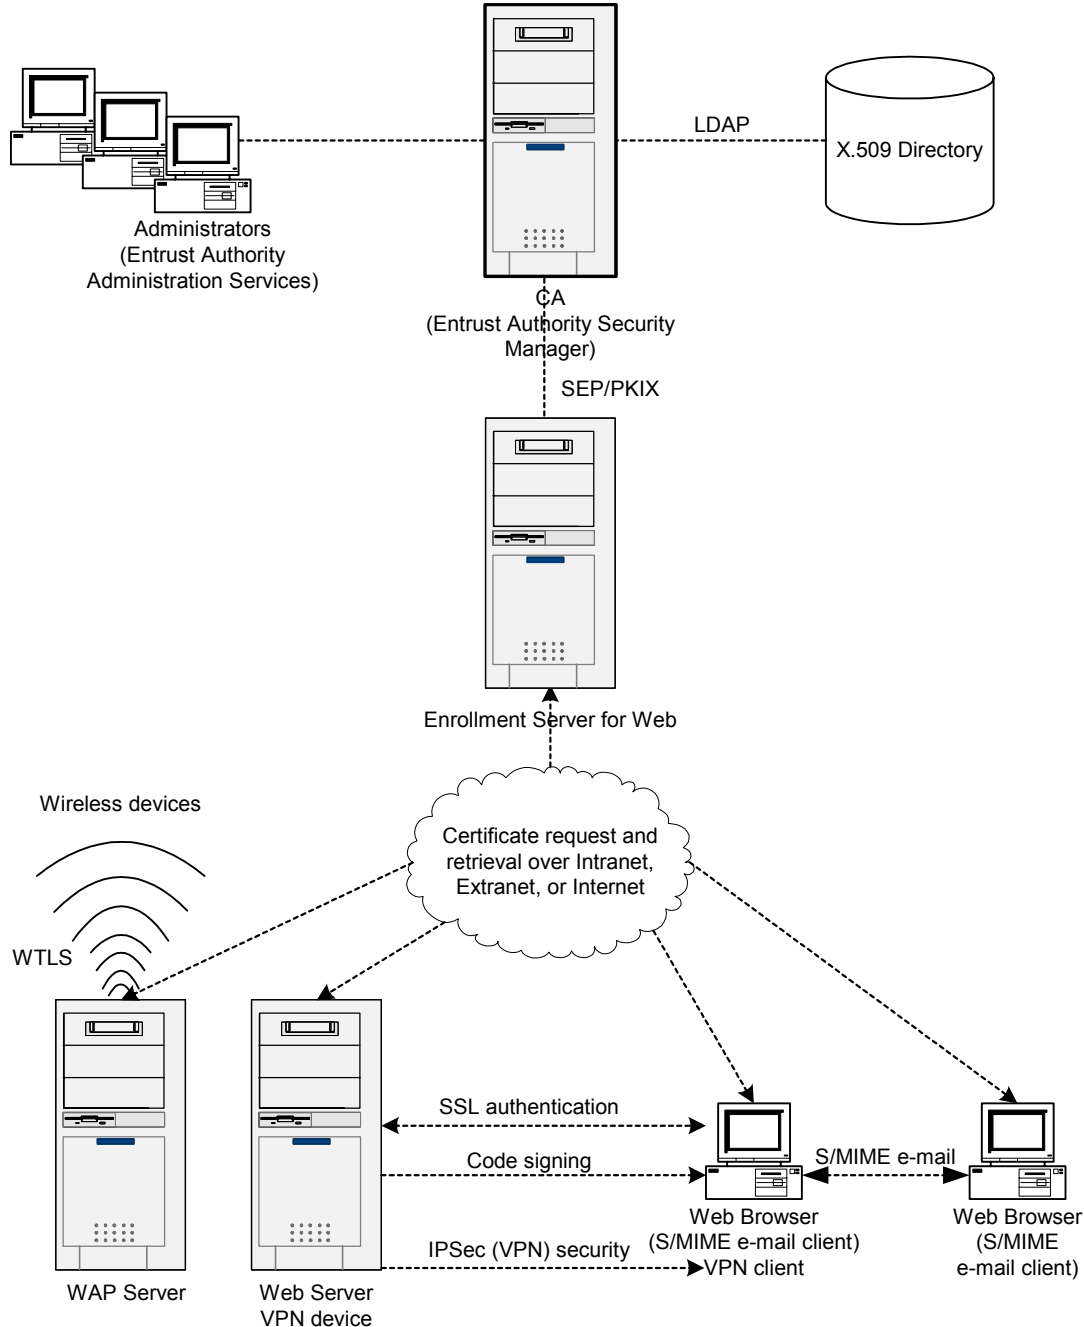 LDAP
X.509 Directory
Administrators
(Entrust Authority
Administration Services)
CA
(Entrust Authority Security
Manager)
SEP/PKIX
Enrollment Server for Web
Wireless devices
Certificate request and
retrieval over Intranet,
Extranet, or Internet
WTLS
SSL authentication
Code signing
S/MIME e-mail
IPSec (VPN) security
WAP Server
Web Server
VPN device
Web Browser
(S/MIME e-mail client)
VPN client
Web Browser
(S/MIME
e-mail client)